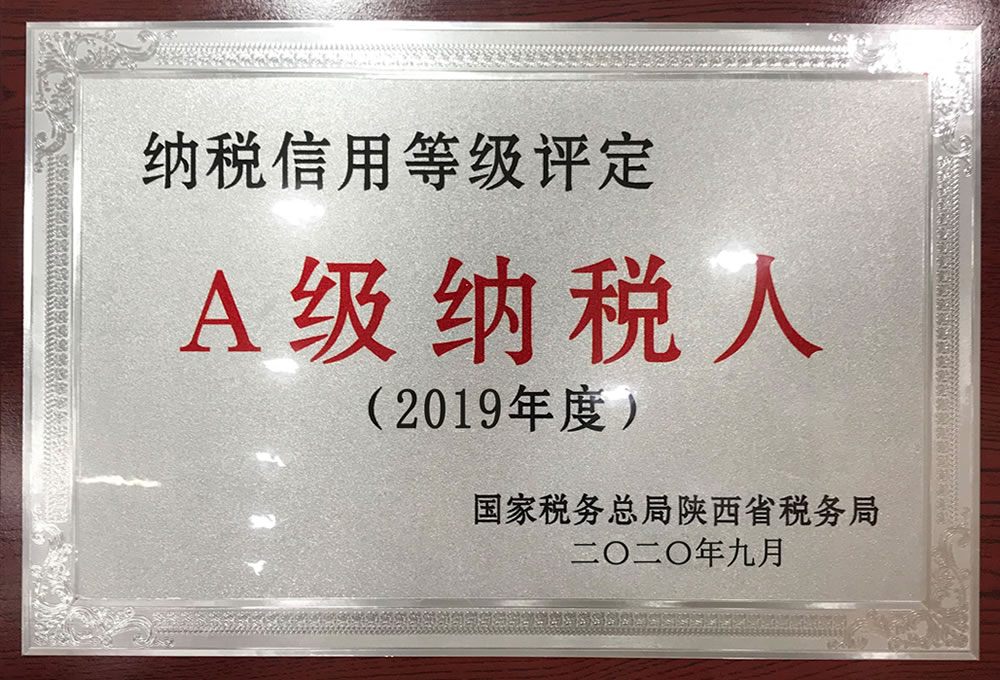 纳税信用等级评定
A级纳税人
（2019年度）
国家税务总局陕西省税务局
二〇二〇年九月